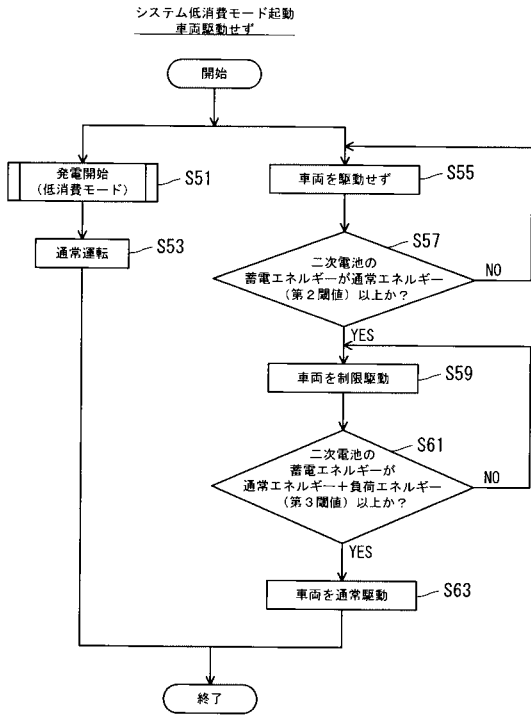 システム低消費モード起動
車両駆動せず
開始
発電開始
(低消費モード)
S51
通常運転
S53
車両を駆動せず
S55
S57
二次電池の
蓄電エネルギーが通常エネルギー
(第2閾値)以上か?
NO
YES
車両を制限駆動
S59
S61
二次電池の
蓄電エネルギーが
通常エネルギー+負荷エネルギー
(第3閾値)以上か?
NO
YES
車両を通常駆動
S63
終了